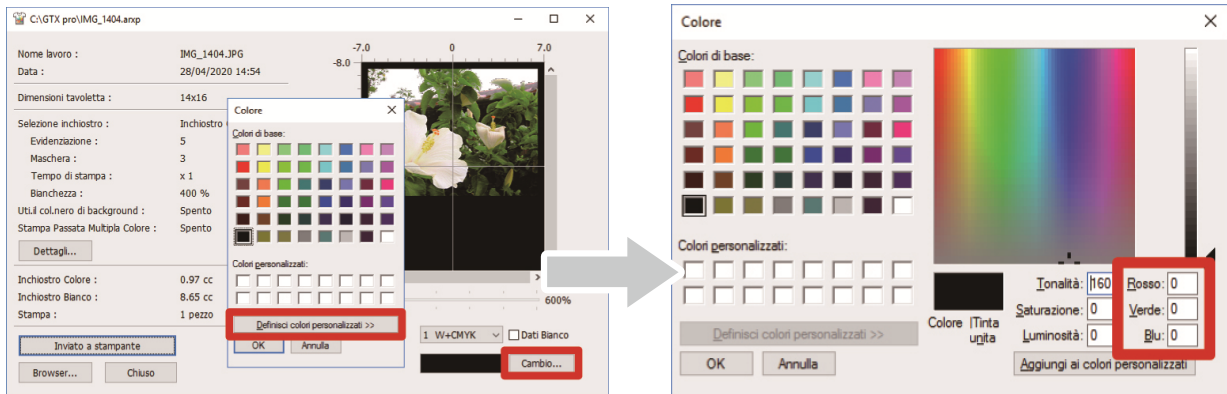 C:\GTX pro\IMG_1404.arxp
Nome lavoro : IMG_1404.JPG
Data : 28/04/2020 14:54
Dimensioni tavoletta : 14x16
Selezione inchiostro : Inchiostro
Evidenziazione : 5
Maschera : 3
Tempo di stampa : x 1
Bianchezza : 400 %
Uti.il col.nero di background : Spento
Stampa Passata Multipla Colore : Spento
Dettagli...
Inchiostro Colore : 0.97 cc
Inchiostro Bianco : 8.65 cc
Stampa : 1 pezzo
Inviato a stampante
Browser... Chiuso
-7.0 0 7.0
-8.0
600%
1 W+CMYK Dati Bianco
Cambio...
Colore
Colori di base:
Colori personalizzati:
Definisci colori personalizzati >>
OK Annulla
Colore
Colori di base:
Colori personalizzati:
Definisci colori personalizzati >>
OK Annulla
Colore |Tinta unita
Tonalità: 160 Rosso: 0
Saturazione: 0 Verde: 0
Luminosità: 0 Blu: 0
Aggiungi ai colori personalizzati